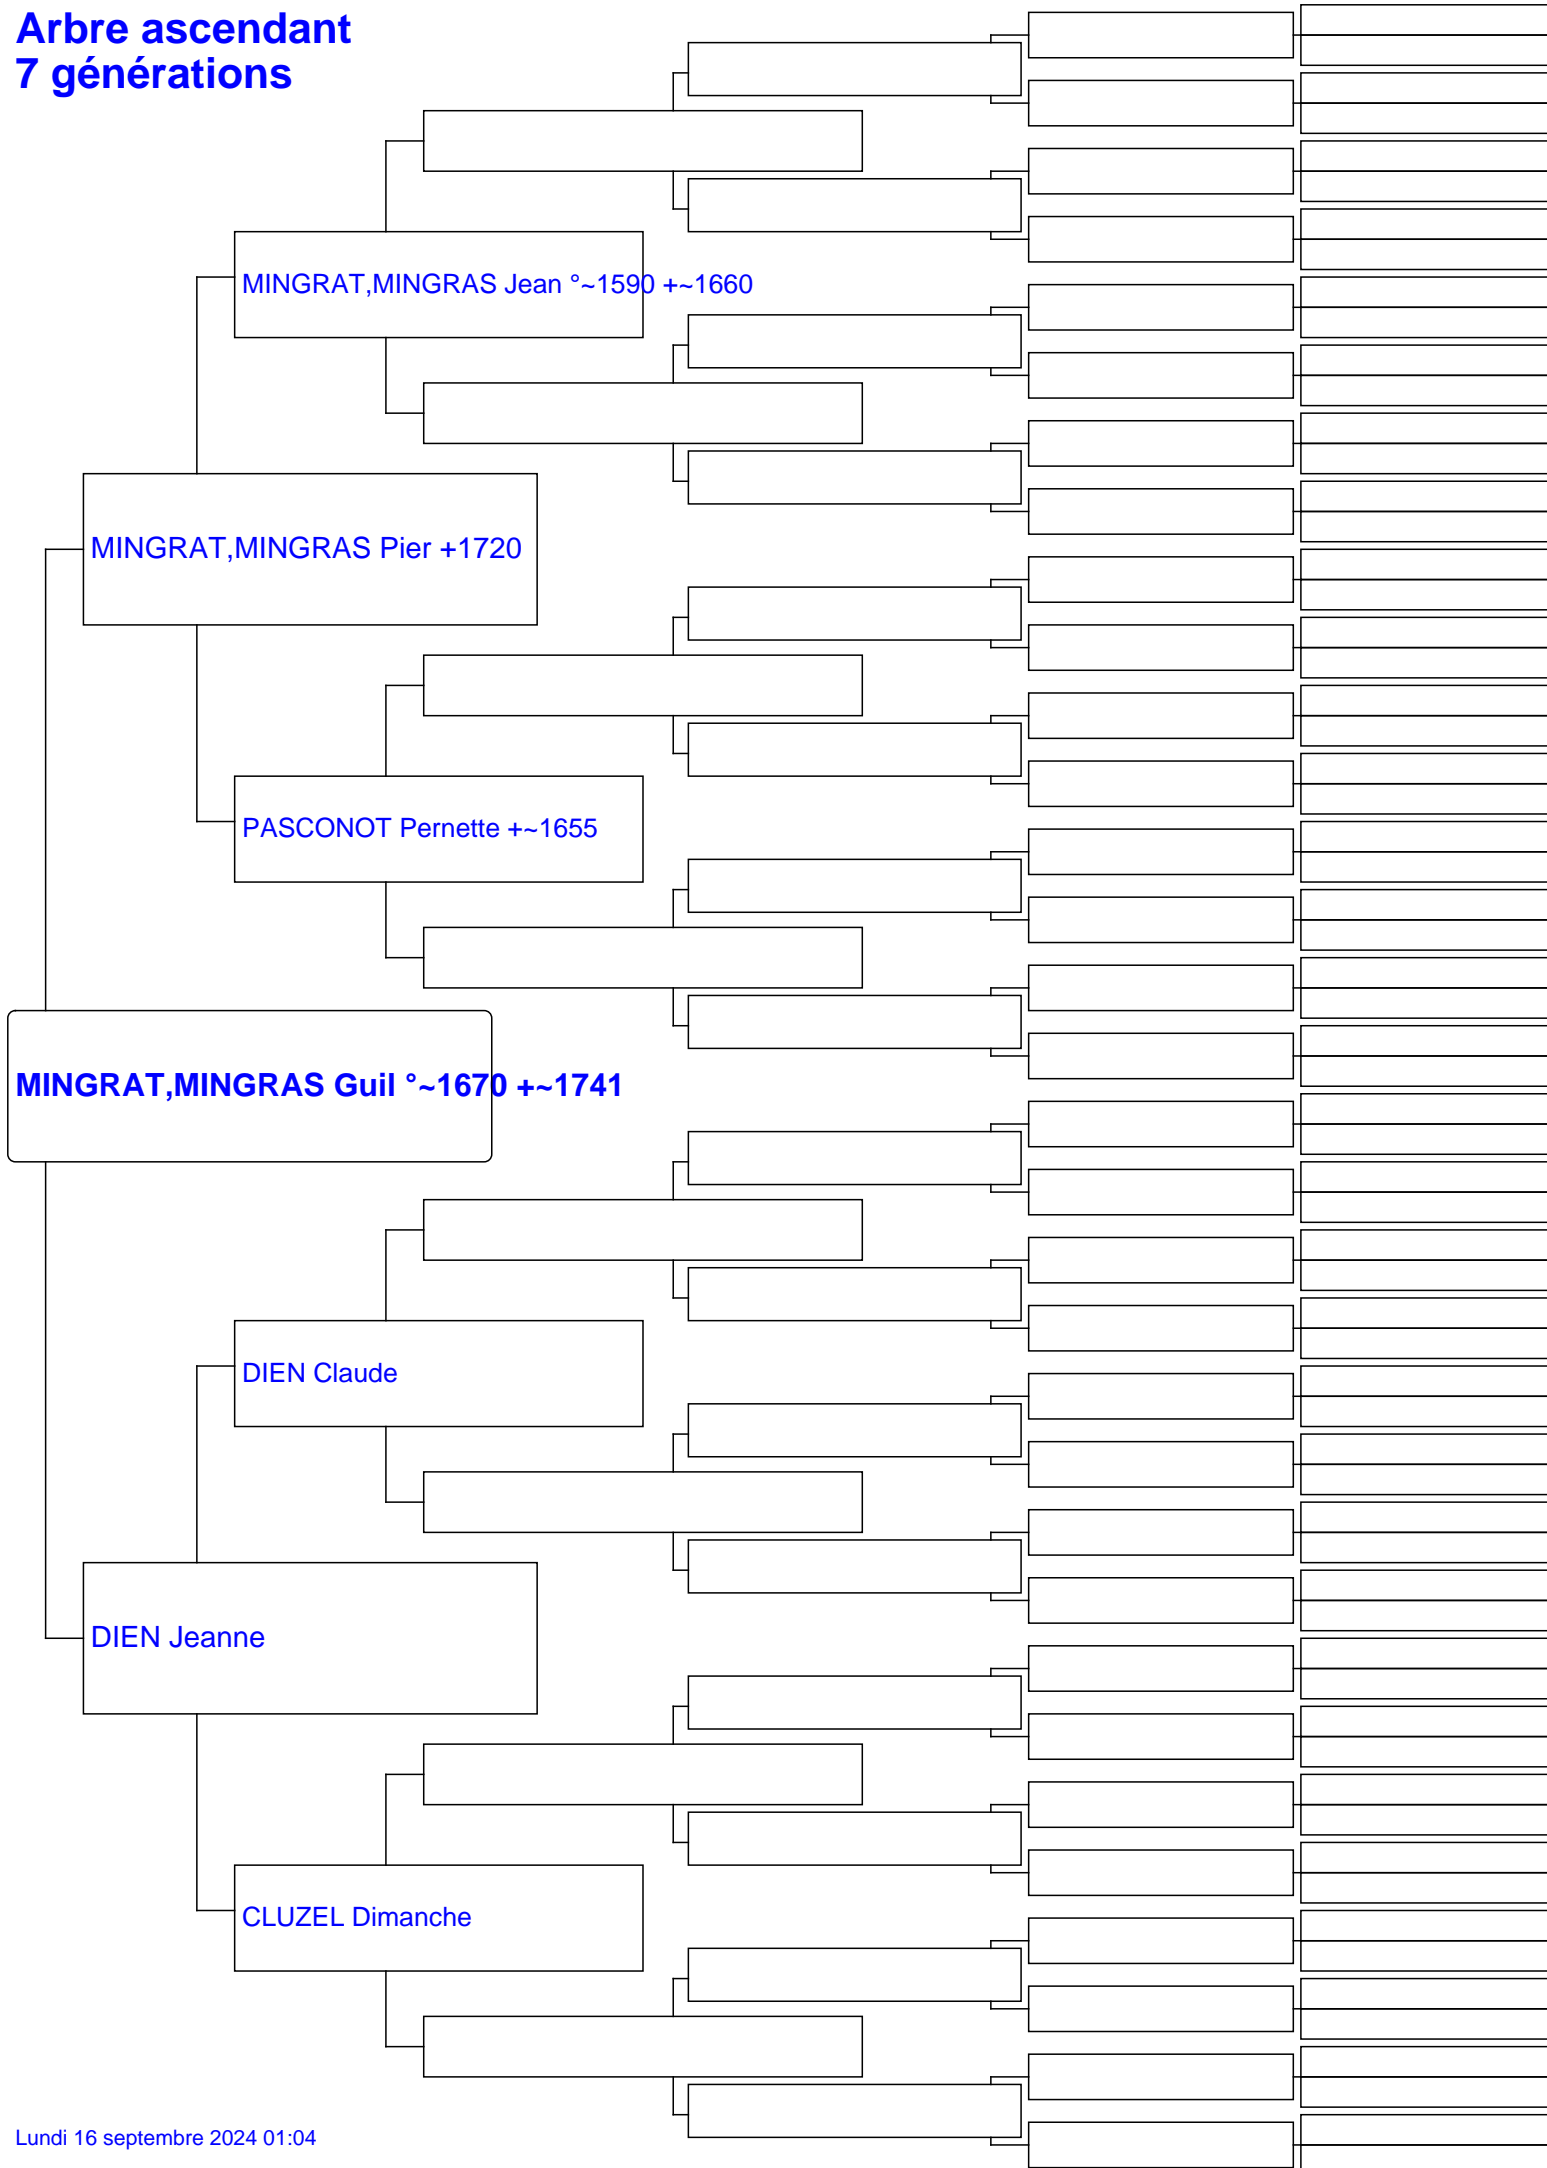 Arbre ascendant
7 générations
MINGRAT,MINGRAS Jean °~1590 +~1660
MINGRAT,MINGRAS Pier +1720
PASCONOT Pernette +~1655
MINGRAT,MINGRAS Guil °~1670 +~1741
DIEN Claude
DIEN Jeanne
CLUZEL Dimanche
Lundi 16 septembre 2024 01:04